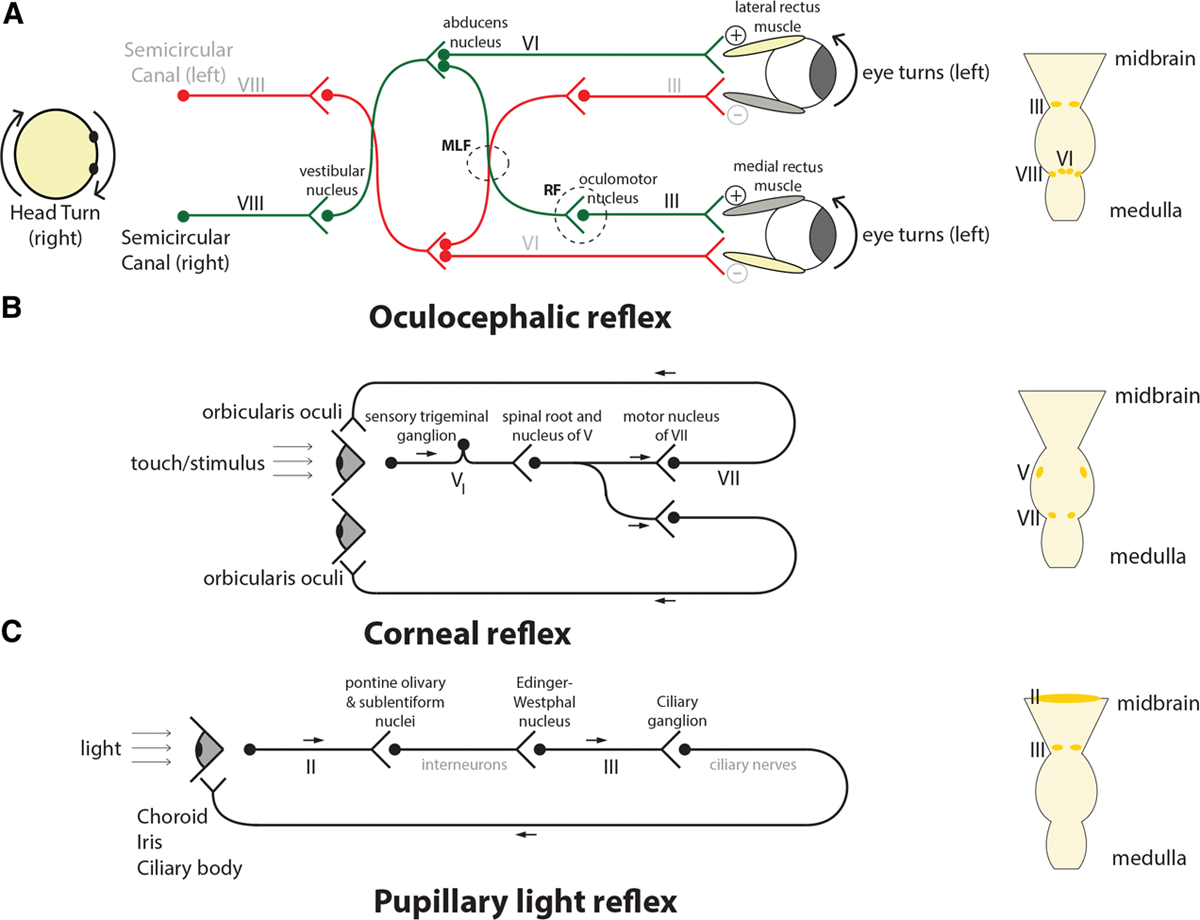 A
Semicircular
Canal (left)
VIII
abducens
nucleus
VI
lateral rectus
muscle
+
eye turns (left)
III
−
MLF
vestibular
nucleus
VIII
Head Turn
(right)
Semicircular
Canal (right)
RF
oculomotor
nucleus
III
medial rectus
muscle
+
VI
eye turns (left)
−
midbrain
III
VI
VIII
medulla
B
Oculocephalic reflex
orbicularis oculi
touch/stimulus
sensory trigeminal
ganglion
VI
spinal root and
nucleus of V
motor nucleus
of VII
VII
orbicularis oculi
midbrain
V
VII
medulla
C
Corneal reflex
light
pontine olivary
& sublentiform
nuclei
Edinger-
Westphal
nucleus
Ciliary
ganglion
II
interneurons
III
ciliary nerves
Choroid
Iris
Ciliary body
II
midbrain
III
medulla
Pupillary light reflex